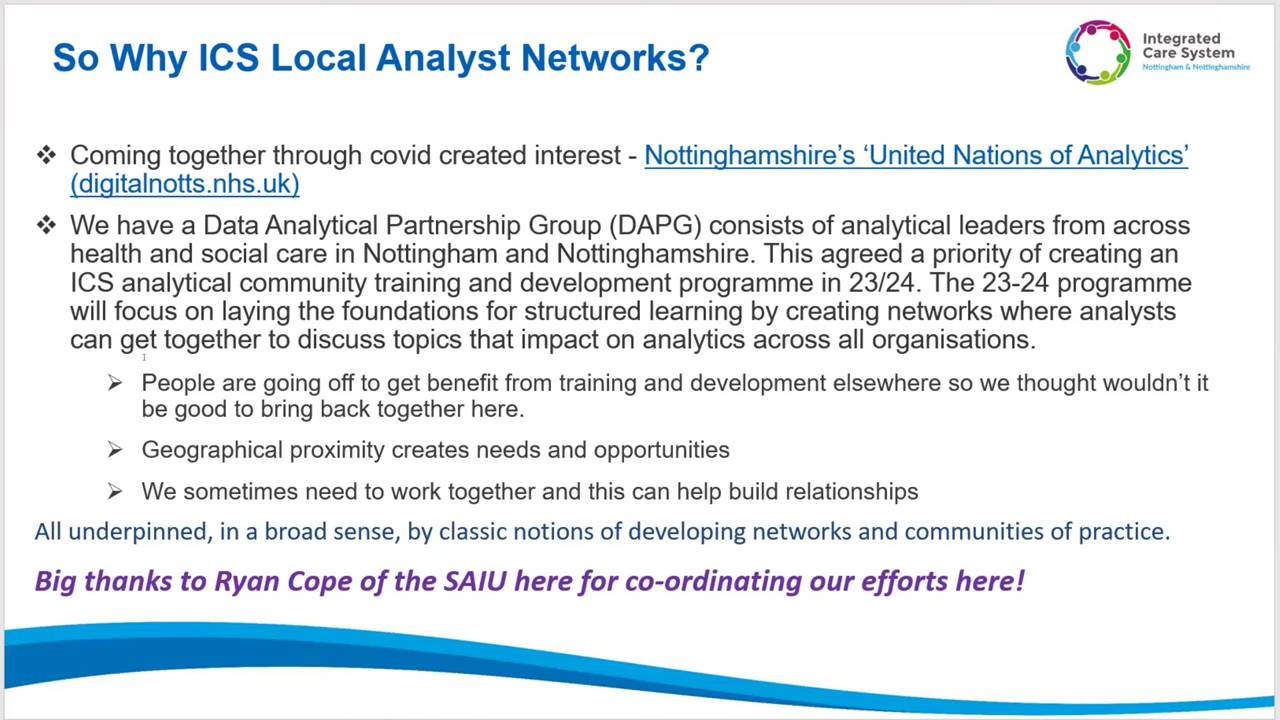 So Why ICS Local Analyst Networks?
Integrated
Care System
Nottingham & Nottinghamshire
❖ Coming together through covid created interest - Nottinghamshire's 'United Nations of Analytics'
(digitalnotts.nhs.uk)
❖ We have a Data Analytical Partnership Group (DAPG) consists of analytical leaders from across
health and social care in Nottingham and Nottinghamshire. This agreed a priority of creating an
ICS analytical community training and development programme in 23/24. The 23-24 programme
will focus on laying the foundations for structured learning by creating networks where analysts
can get together to discuss topics that impact on analytics across all organisations.
➢ People are going off to get benefit from training and development elsewhere so we thought wouldn't it
be good to bring back together here.
➢ Geographical proximity creates needs and opportunities
➢ We sometimes need to work together and this can help build relationships
All underpinned, in a broad sense, by classic notions of developing networks and communities of practice.
Big thanks to Ryan Cope of the SAIU here for co-ordinating our efforts here!